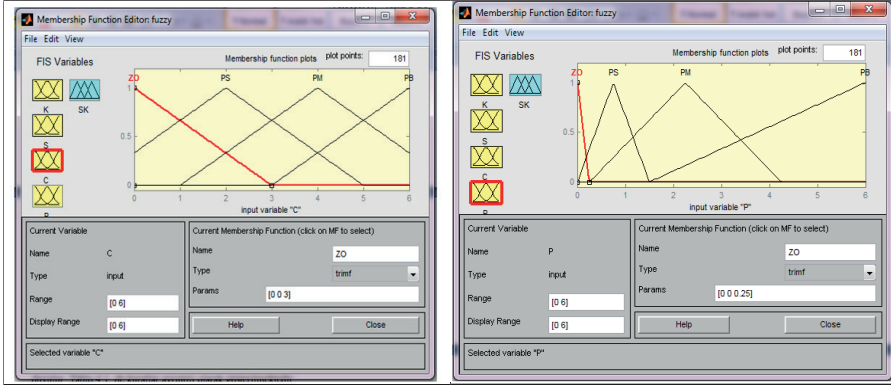 Membership Function Editor: fuzzy
File Edit View
FIS Variables
Membership function plots plot points: 181
K
SK
S
C
ZO PS PM PB
1
0.5
0
0 1 2 3 4 5 6
input variable "C"
Current Variable
Name C
Type input
Range [0 6]
Display Range [0 6]
Current Membership Function (click on MF to select)
Name ZO
Type trimf
Params [0 0 3]
Help Close
Selected variable "C"
Membership Function Editor: fuzzy
File Edit View
FIS Variables
Membership function plots plot points: 181
K
SK
S
C
ZO PS PM PB
1
0.5
0
0 1 2 3 4 5 6
input variable "P"
Current Variable
Name P
Type input
Range [0 6]
Display Range [0 6]
Current Membership Function (click on MF to select)
Name ZO
Type trimf
Params [0 0 0.25]
Help Close
Selected variable "P"